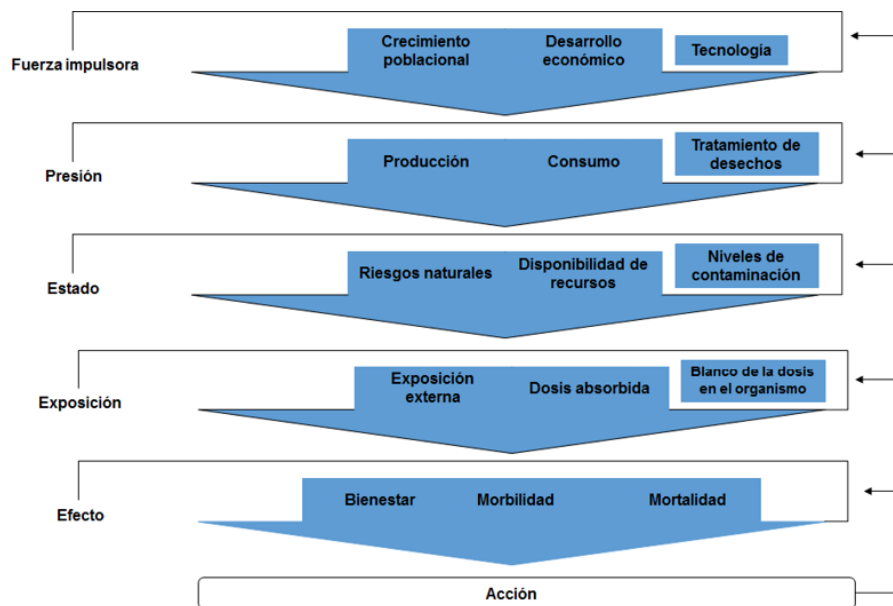 Crecimiento
poblacional
Desarrollo
económico
Tecnología
Fuerza impulsora
Producción
Consumo
Tratamiento de
desechos
Presión
Riesgos naturales
Disponibilidad de
recursos
Niveles de
contaminación
Estado
Exposición
externa
Dosis absorbida
Blanco de la dosis
en el organismo
Exposición
Bienestar
Morbilidad
Mortalidad
Efecto
Acción